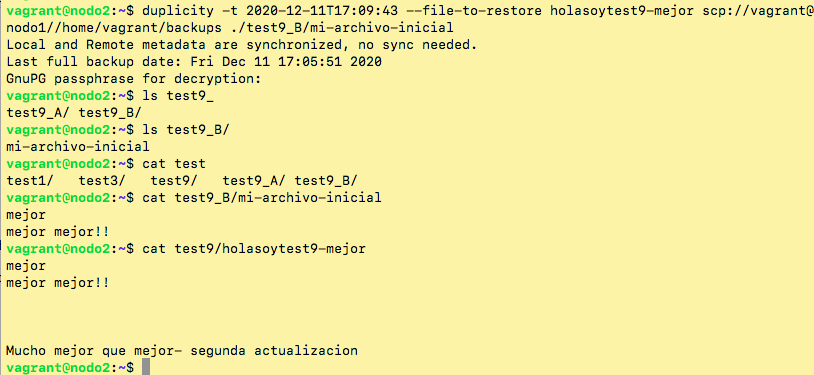 vagrant@nodo2:~$ duplicity -t 2020-12-11T17:09:43 --file-to-restore holasoytest9-mejor scp://vagrant@
nodo1//home/vagrant/backups ./test9_B/mi-archivo-inicial
Local and Remote metadata are synchronized, no sync needed.
Last full backup date: Fri Dec 11 17:05:51 2020
GnuPG passphrase for decryption:
vagrant@nodo2:~$ ls test9_
test9_A/ test9_B/
vagrant@nodo2:~$ ls test9_B/
mi-archivo-inicial
vagrant@nodo2:~$ cat test
test1/   test3/   test9/   test9_A/ test9_B/
vagrant@nodo2:~$ cat test9_B/mi-archivo-inicial
mejor
mejor mejor!!
vagrant@nodo2:~$ cat test9/holasoytest9-mejor
mejor
mejor mejor!!
Mucho mejor que mejor- segunda actualizacion
vagrant@nodo2:~$